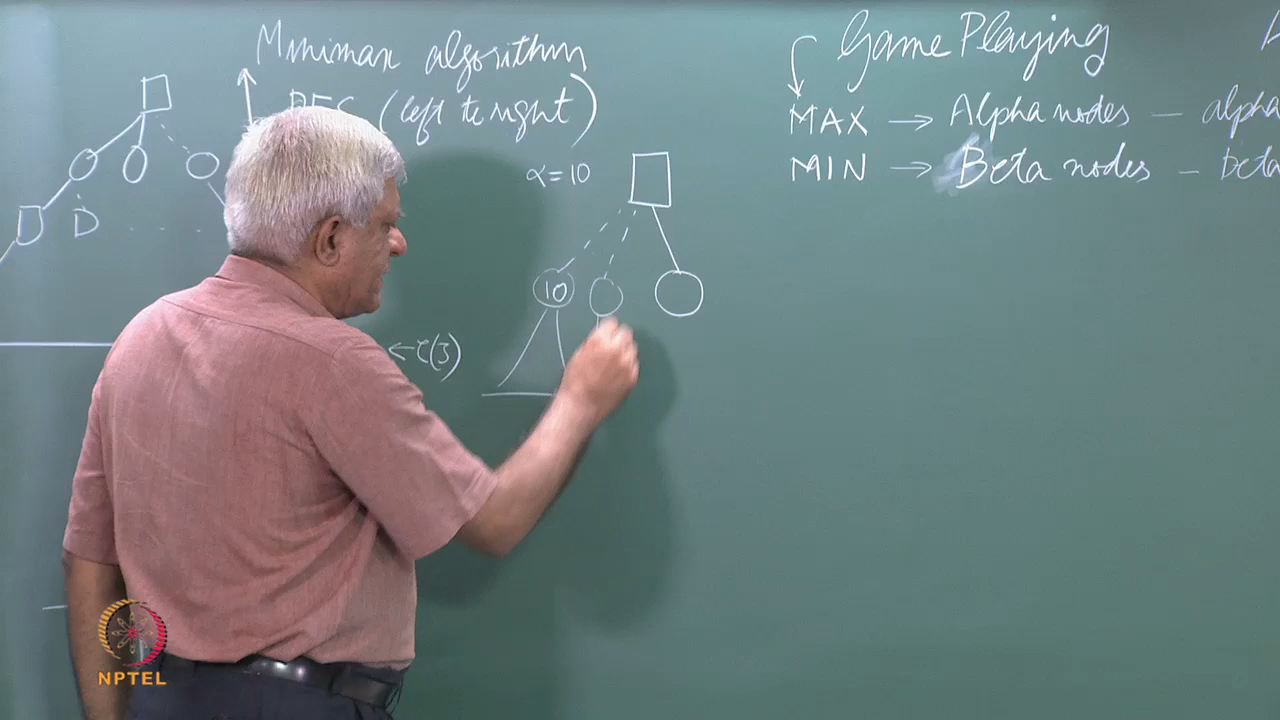 Minimax algorithm
DFS (left to right)
D
α = 10
10
Game Playing
MAX → Alpha nodes — alpha
MIN → Beta nodes — beta
NPTEL